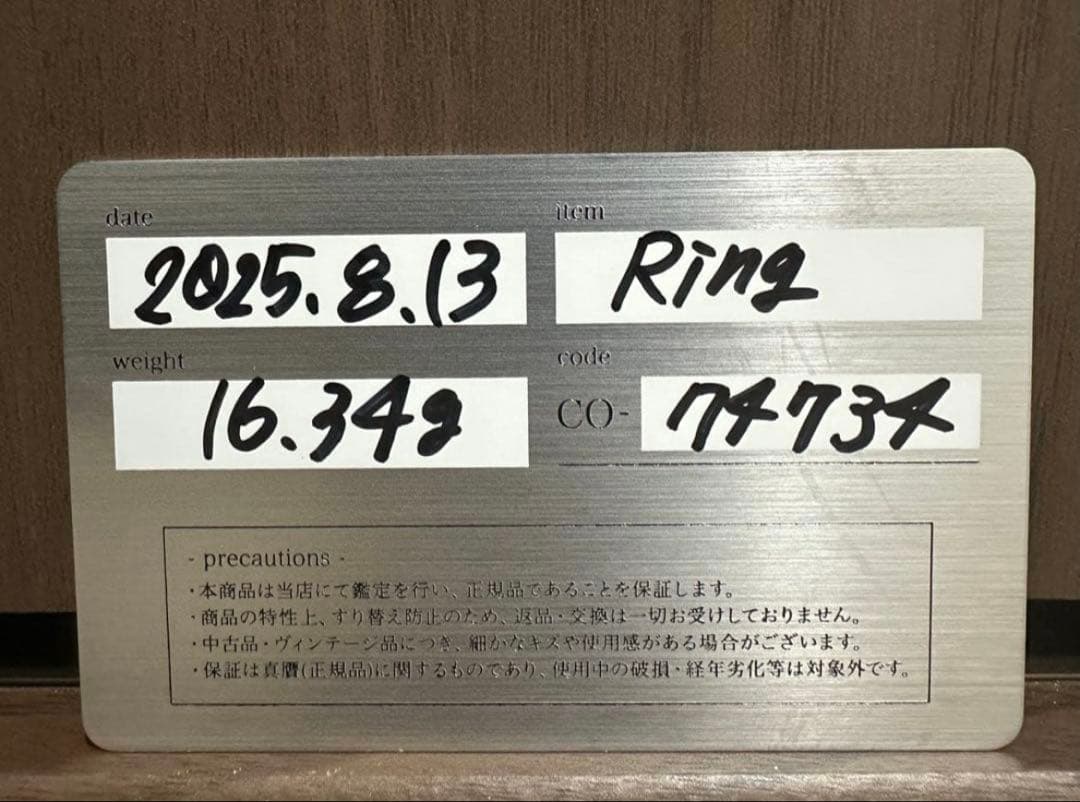 date
item
2025.8.13
Ring
weight
code
16.34g
CO-74734
- precautions -
・本商品は当店にて鑑定を行い、正規品であることを保証します。
・商品の特性上、すり替え防止のため、返品・交換は一切お受けしておりません。
・中古品・ヴィンテージ品につき、細かなキズや使用感がある場合がございます。
・保証は真贋(正規品)に関するものであり、使用中の破損・経年劣化等は対象外です。